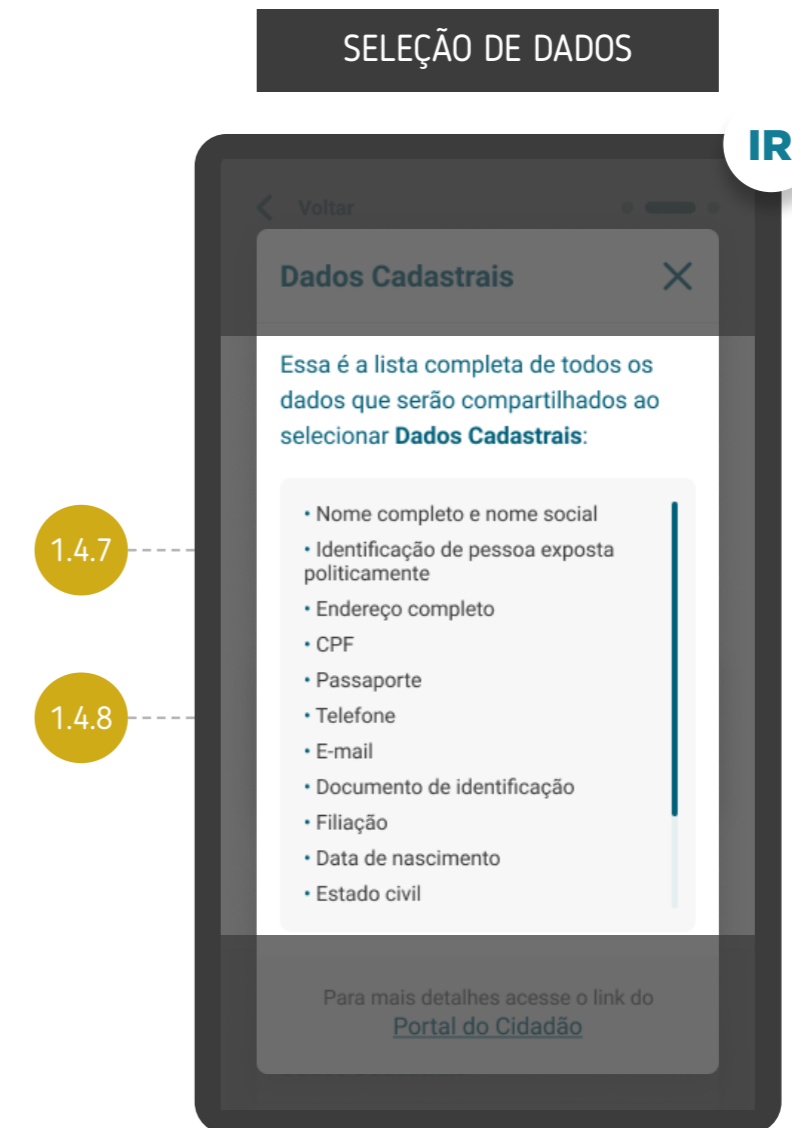 SELEÇÃO DE DADOS
IR
Voltar
Dados Cadastrais
Essa é a lista completa de todos os
dados que serão compartilhados ao
selecionar Dados Cadastrais:
• Nome completo e nome social
1.4.7
• Identificação de pessoa exposta
politicamente
• Endereço completo
• CPF
• Passaporte
1.4.8
• Telefone
• E-mail
• Documento de identificação
• Filiação
• Data de nascimento
• Estado civil
Para mais detalhes acesse o link do
Portal do Cidadão